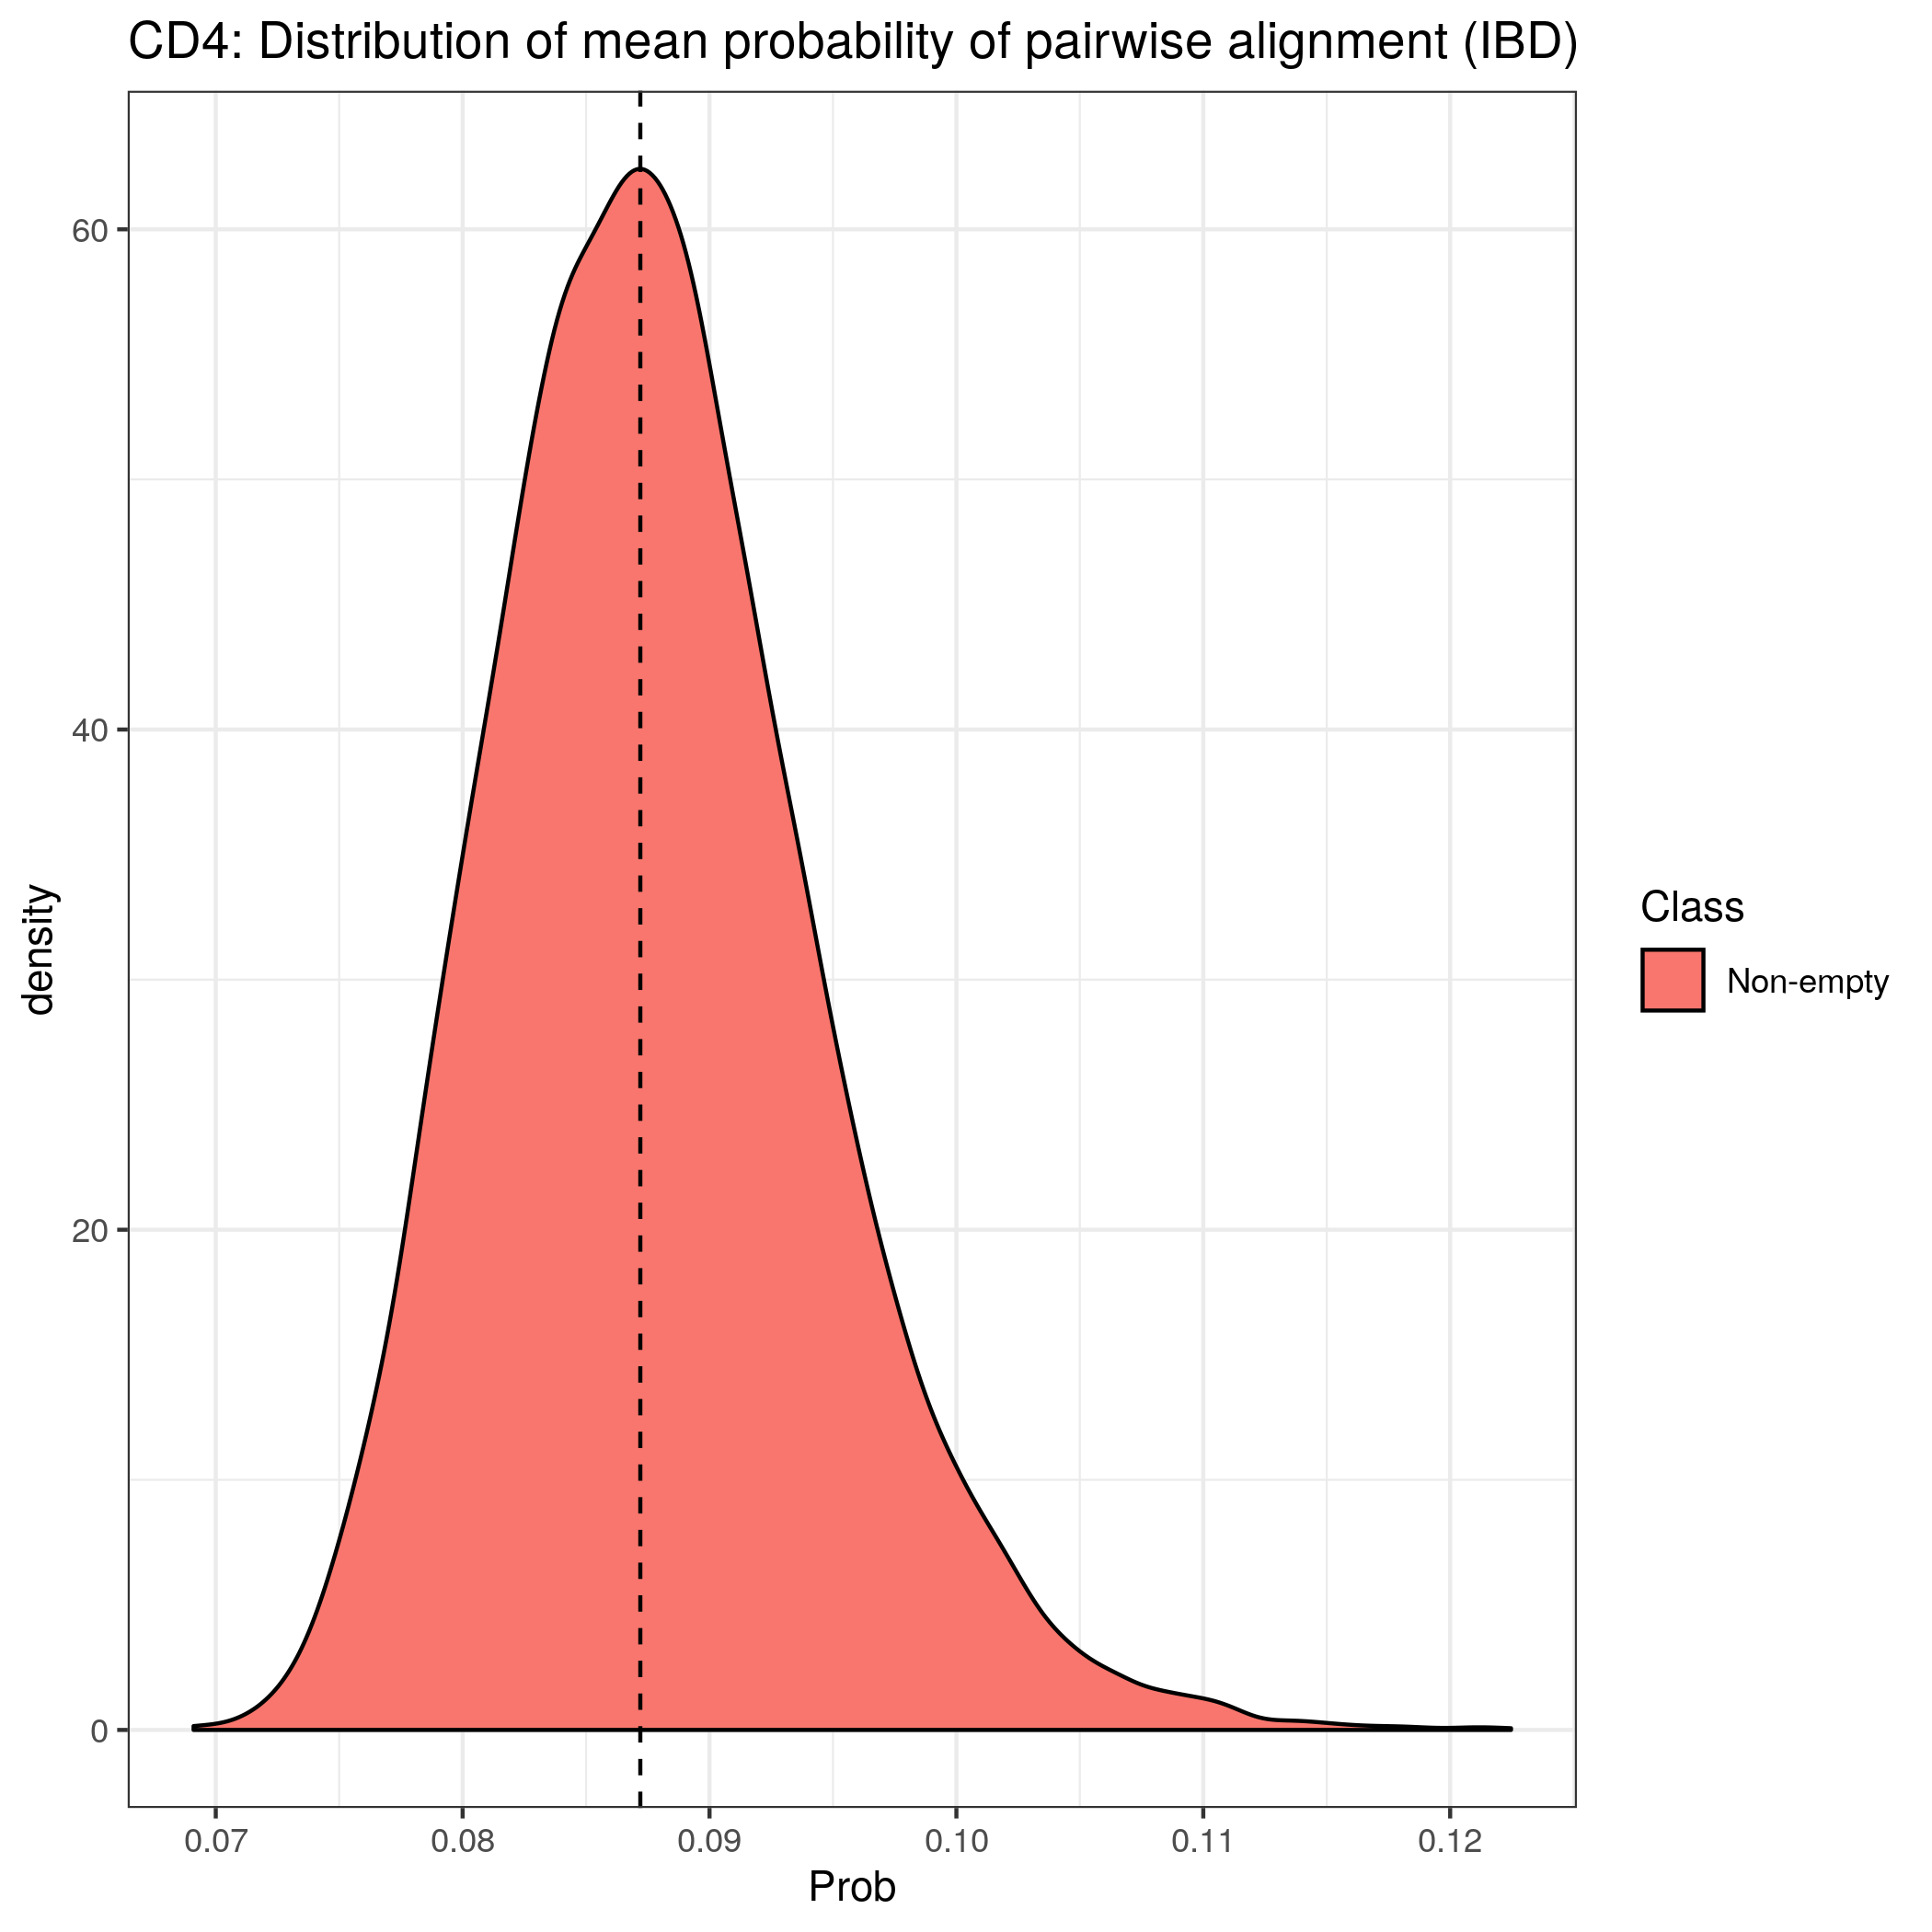 CD4: Distribution of mean probability of pairwise alignment (IBD)
60
40
20
0
density
0.07 0.08 0.09 0.10 0.11 0.12
Prob
Class
Non-empty